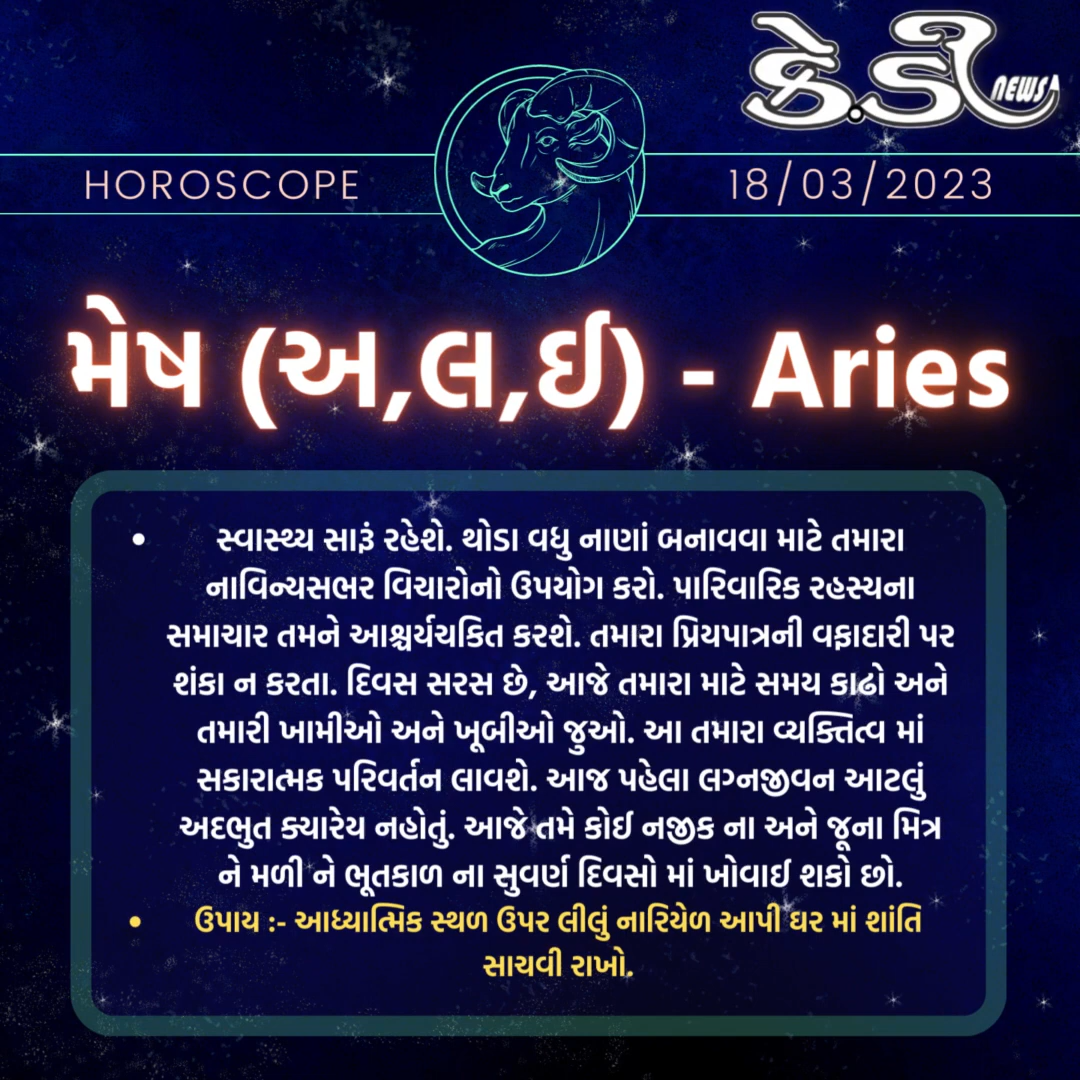 કે.ડી NEWS
HOROSCOPE
18/03/2023
મેષ (અ,લ,ઈ) - Aries
• સ્વાસ્થ્ય સારૂં રહેશે. થોડા વધુ નાણાં બનાવવા માટે તમારા
નાવિન્યસભર વિચારોનો ઉપયોગ કરો. પારિવારિક રહસ્યના
સમાચાર તમને આશ્ચર્યચકિત કરશે. તમારા પ્રિયપાત્રની વફાદારી પર
શંકા ન કરતા. દિવસ સરસ છે, આજે તમારા માટે સમય કાઢો અને
તમારી ખામીઓ અને ખૂબીઓ જુઓ. આ તમારા વ્યક્તિત્વ માં
સકારાત્મક પરિવર્તન લાવશે. આજ પહેલા લગ્નજીવન આટલું
અદભુત ક્યારેય નહોતું. આજે તમે કોઈ નજીક ના અને જૂના મિત્ર
ને મળી ને ભૂતકાળ ના સુવર્ણ દિવસો માં ખોવાઈ શકો છો.
• ઉપાય :- આધ્યાત્મિક સ્થળ ઉપર લીલું નારિયેળ આપી ઘર માં શાંતિ
સાચવી રાખો.